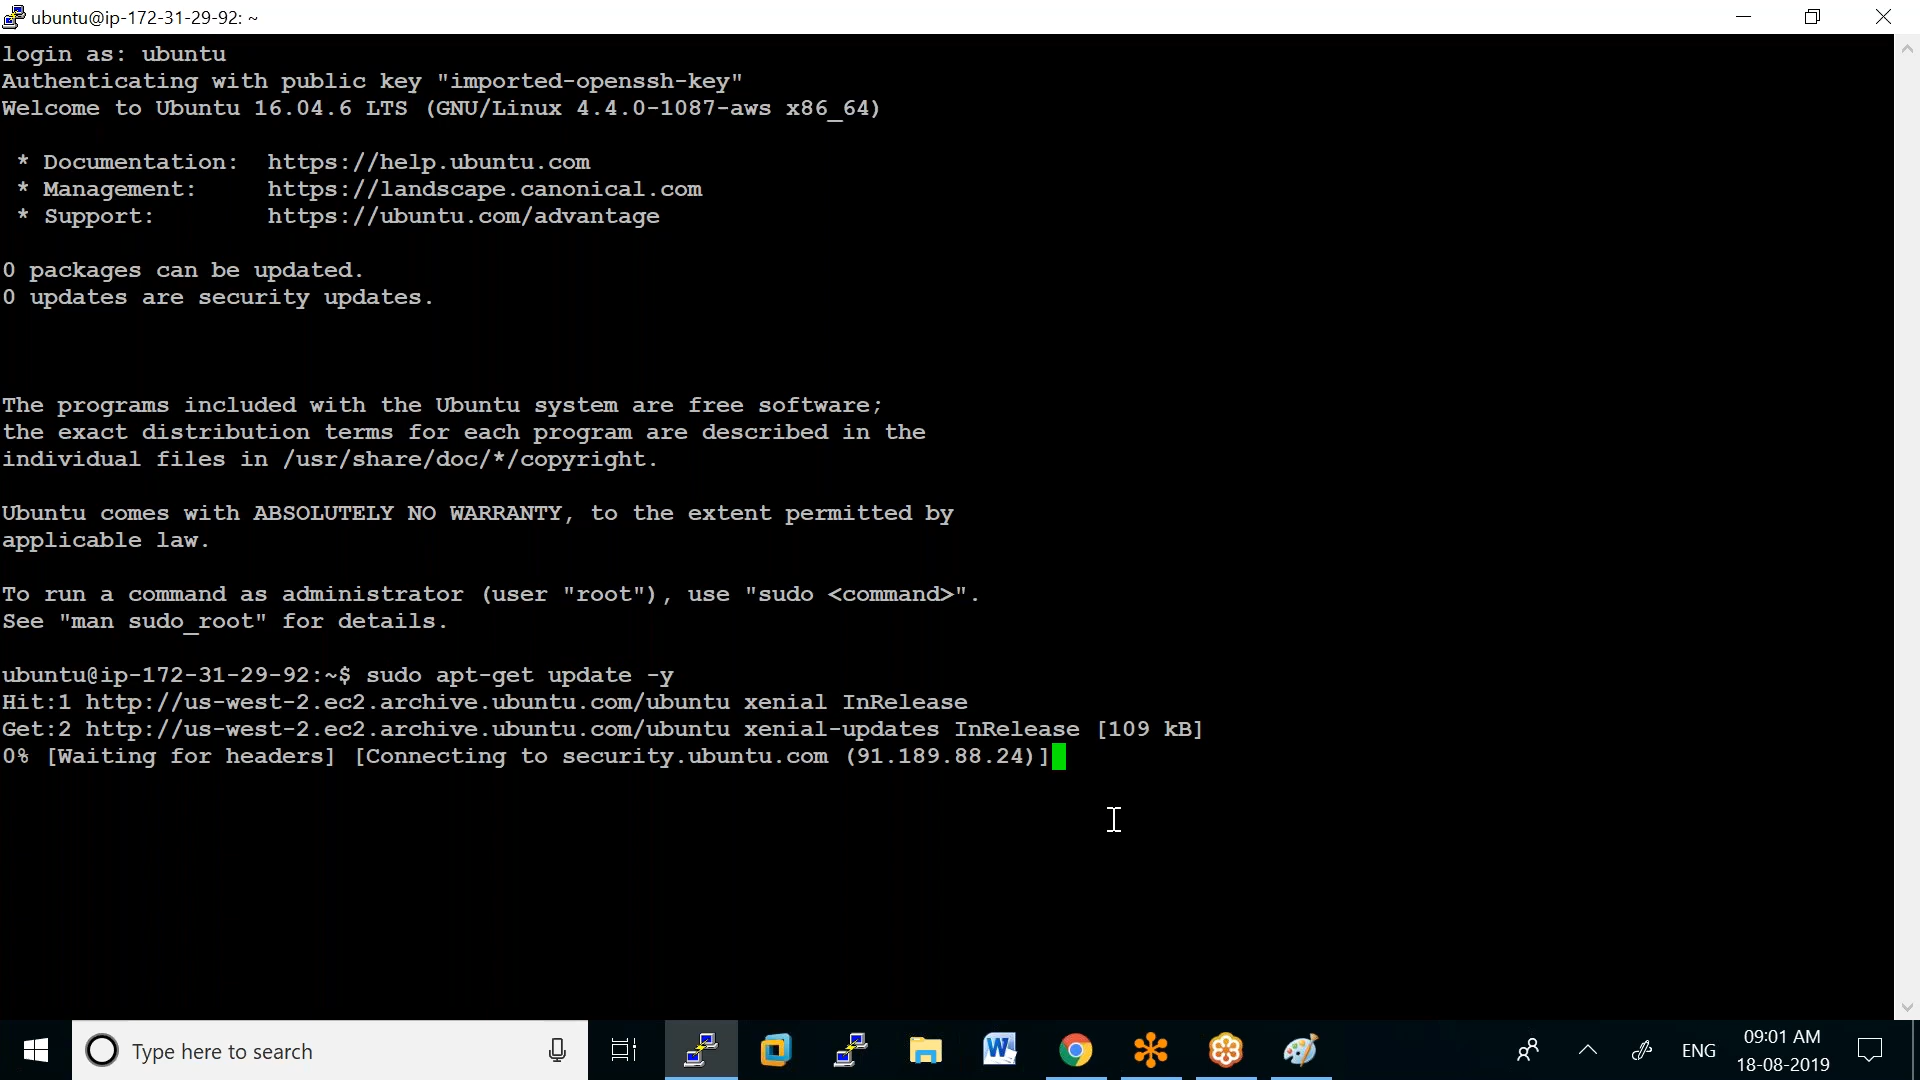 ubuntu@ip-172-31-29-92: ~
login as: ubuntu
Authenticating with public key "imported-openssh-key"
Welcome to Ubuntu 16.04.6 LTS (GNU/Linux 4.4.0-1087-aws x86_64)
* Documentation:  https://help.ubuntu.com
* Management:     https://landscape.canonical.com
* Support:        https://ubuntu.com/advantage
0 packages can be updated.
0 updates are security updates.
The programs included with the Ubuntu system are free software;
the exact distribution terms for each program are described in the
individual files in /usr/share/doc/*/copyright.
Ubuntu comes with ABSOLUTELY NO WARRANTY, to the extent permitted by
applicable law.
To run a command as administrator (user "root"), use "sudo <command>".
See "man sudo_root" for details.
ubuntu@ip-172-31-29-92:~$ sudo apt-get update -y
Hit:1 http://us-west-2.ec2.archive.ubuntu.com/ubuntu xenial InRelease
Get:2 http://us-west-2.ec2.archive.ubuntu.com/ubuntu xenial-updates InRelease [109 kB]
0% [Waiting for headers] [Connecting to security.ubuntu.com (91.189.88.24)]
Type here to search
W
ENG
09:01 AM
18-08-2019